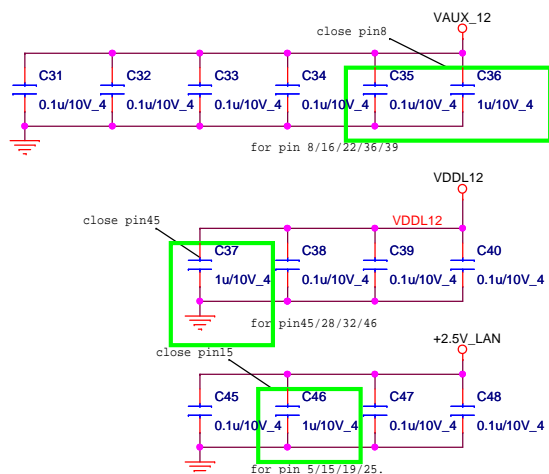 VAUX_12
close pin8
C31
C32
C33
C34
C35
C36
0.1u/10V_4
0.1u/10V_4
0.1u/10V_4
0.1u/10V_4
0.1u/10V_4
1u/10V_4
for pin 8/16/22/36/39
VDDL12
close pin45
VDDL12
C37
C38
C39
C40
1u/10V_4
0.1u/10V_4
0.1u/10V_4
0.1u/10V_4
for pin45/28/32/46
+2.5V_LAN
close pin15
C45
C46
C47
C48
0.1u/10V_4
1u/10V_4
0.1u/10V_4
0.1u/10V_4
for pin 5/15/19/25.